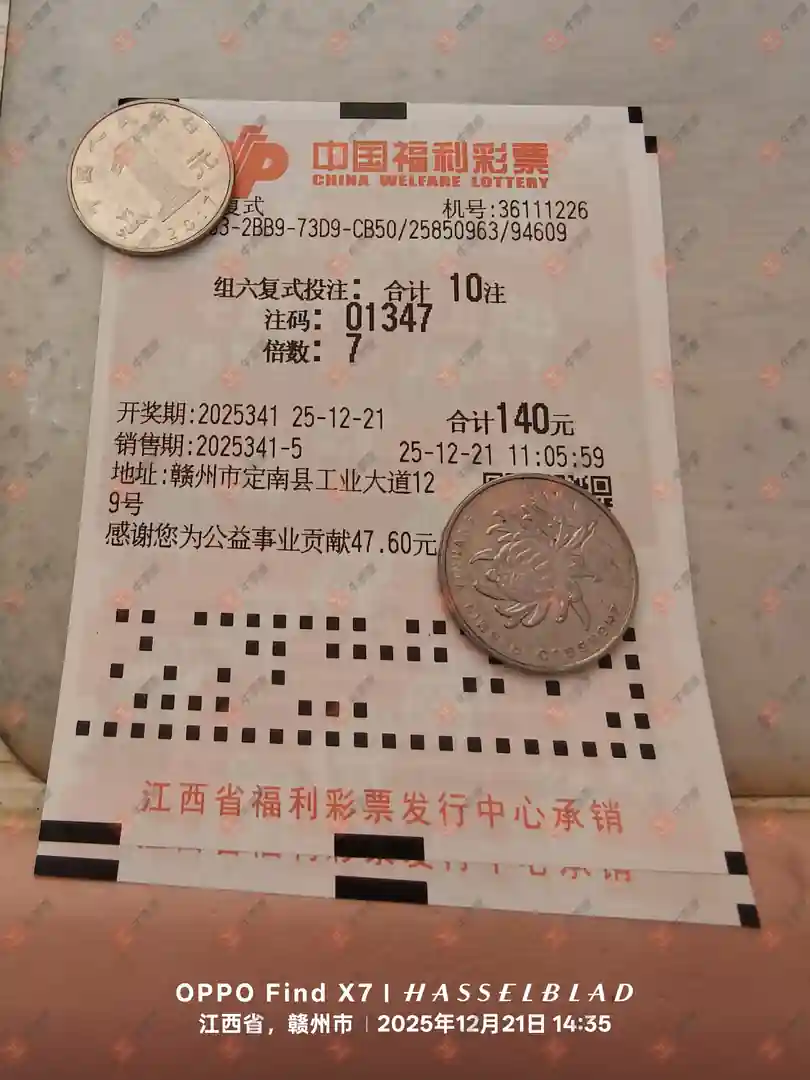 中国福利彩票
CHINA WELFARE LOTTERY
复式 机号:36111226
3-2BB9-73D9-CB50/25850963/94609
组六复式投注: 合计 10注
注码: 01347
倍数: 7
开奖期:2025341 25-12-21 合计140元
销售期:2025341-5 25-12-21 11:05:59
地址:赣州市定南县工业大道12
9号
感谢您为公益事业贡献47.60元
江西省福利彩票发行中心承销
OPPO Find X7 | HASSELBLAD
江西省，赣州市 | 2025年12月21日 14:35